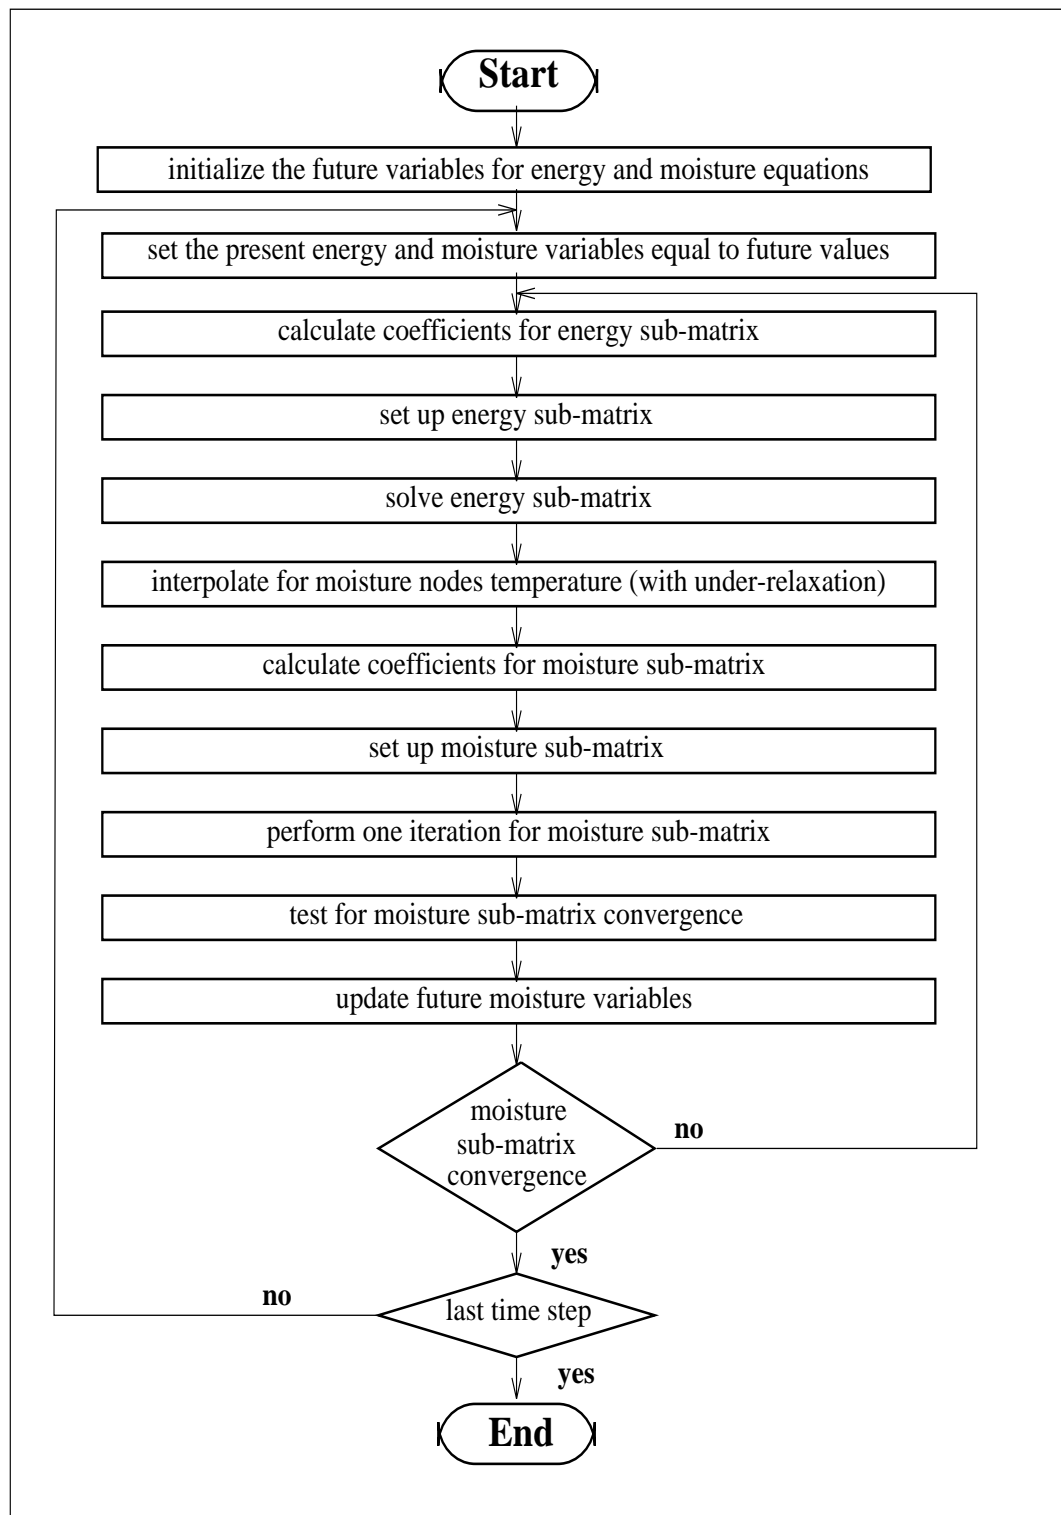 Start
initialize the future variables for energy and moisture equations
set the present energy and moisture variables equal to future values
calculate coefficients for energy sub-matrix
set up energy sub-matrix
solve energy sub-matrix
interpolate for moisture nodes temperature (with under-relaxation)
calculate coefficients for moisture sub-matrix
set up moisture sub-matrix
perform one iteration for moisture sub-matrix
test for moisture sub-matrix convergence
update future moisture variables
moisture
sub-matrix
convergence
no
yes
no
last time step
yes
End